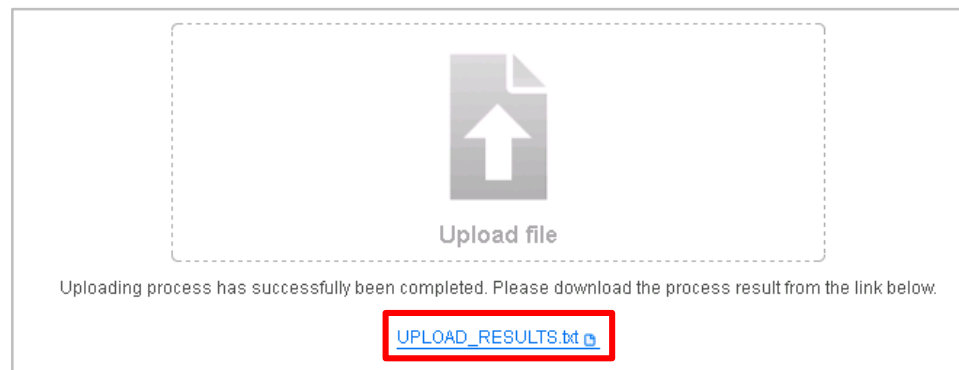 Upload file
Uploading process has successfully been completed. Please download the process result from the link below.
UPLOAD_RESULTS.txt